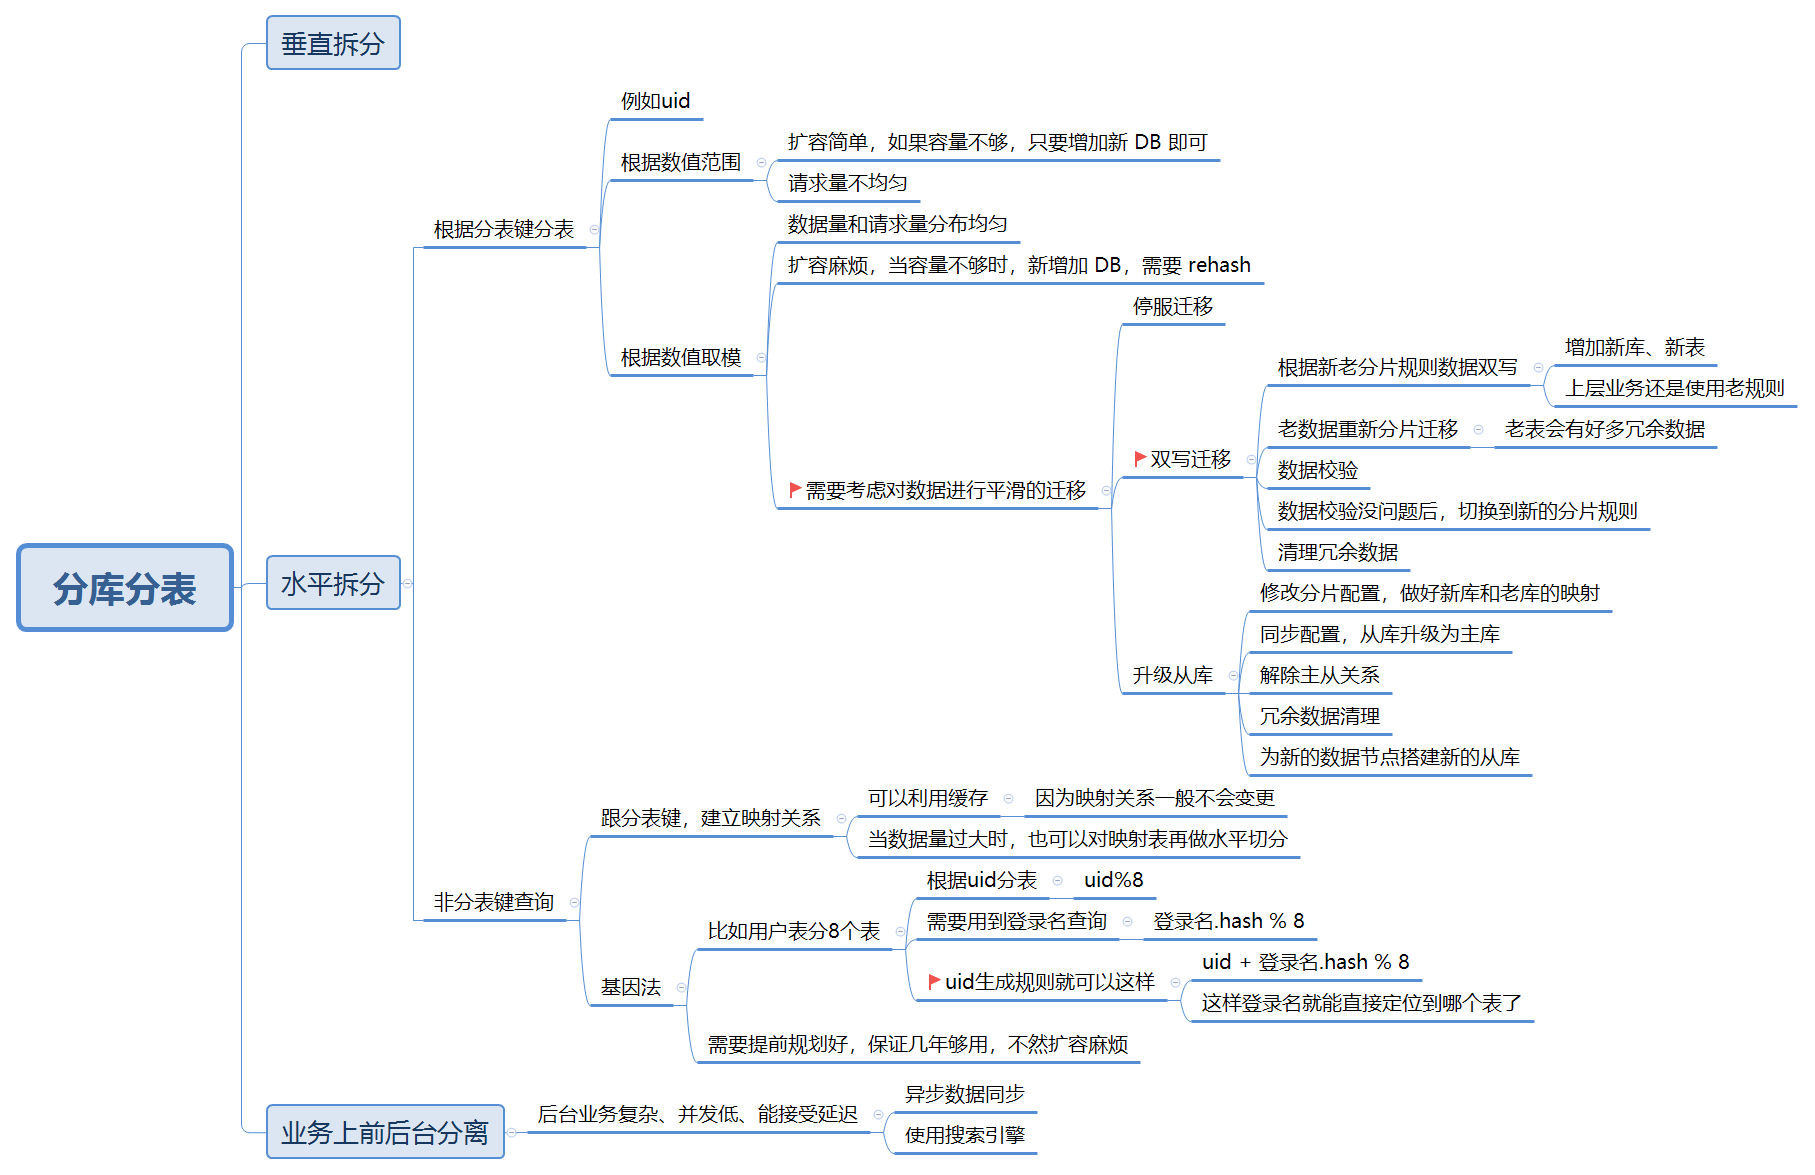 分库分表
垂直拆分
水平拆分
根据分表键分表
例如uid
根据数值范围
扩容简单，如果容量不够，只要增加新 DB 即可
请求量不均匀
根据数值取模
数据量和请求量分布均匀
扩容麻烦，当容量不够时，新增加 DB，需要 rehash
需要考虑对数据进行平滑的迁移
停服迁移
双写迁移
根据新老分片规则数据双写
增加新库、新表
上层业务还是使用老规则
老数据重新分片迁移
老表会有好多冗余数据
数据校验
数据校验没问题后，切换到新的分片规则
清理冗余数据
升级从库
修改分片配置，做好新库和老库的映射
同步配置，从库升级为主库
解除主从关系
冗余数据清理
为新的数据节点搭建新的从库
非分表键查询
跟分表键，建立映射关系
可以利用缓存
因为映射关系一般不会变更
当数据量过大时，也可以对映射表再做水平切分
基因法
比如用户表分8个表
根据uid分表
uid%8
需要用到登录名查询
登录名.hash % 8
uid生成规则就可以这样
uid + 登录名.hash % 8
这样登录名就能直接定位到哪个表了
需要提前规划好，保证几年够用，不然扩容麻烦
业务上前后台分离
后台业务复杂、并发低、能接受延迟
异步数据同步
使用搜索引擎